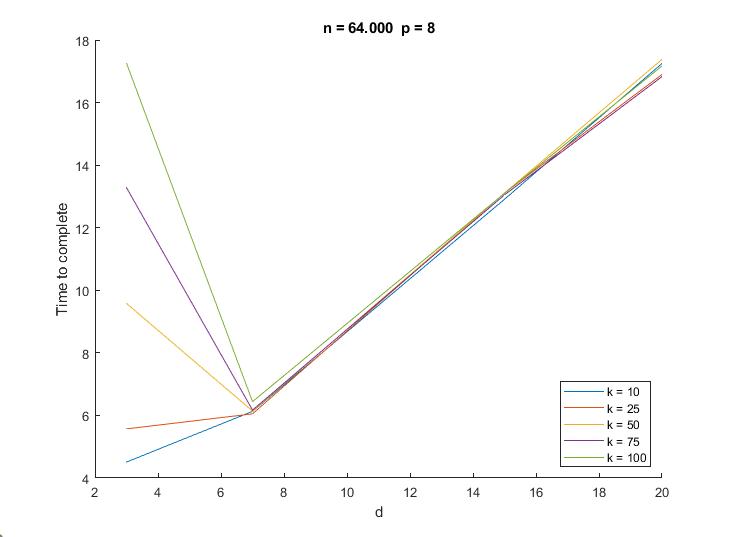 n = 64.000  p = 8
18
16
14
12
10
8
6
4
Time to complete
2
4
6
8
10
12
14
16
18
20
d
k = 10
k = 25
k = 50
k = 75
k = 100